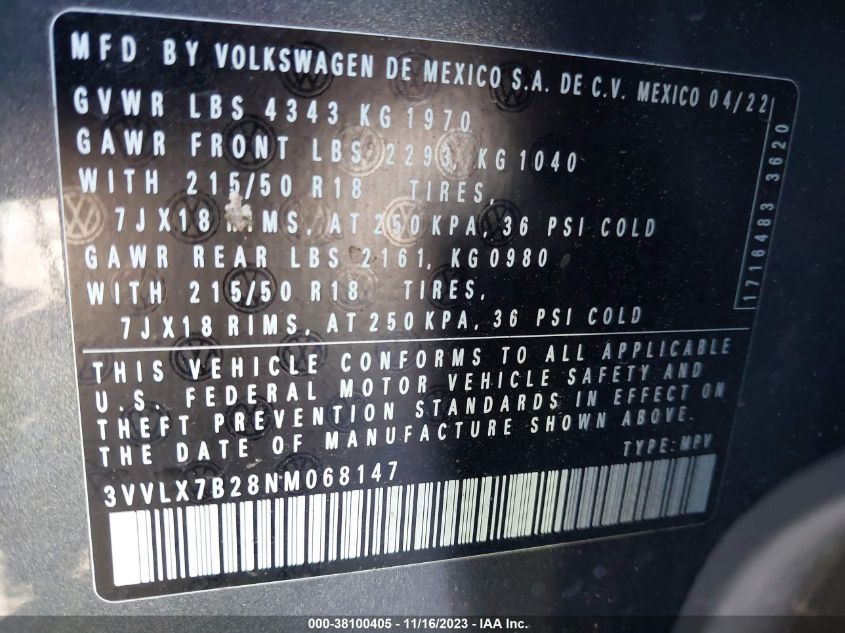 MFD BY VOLKSWAGEN DE MEXICO S.A. DE C.V. MEXICO 04/22
GVWR LBS 4343 KG 1970
GAWR FRONT LBS 2293, KG 1040
WITH 215/50 R18 TIRES,
7JX18 RIMS, AT 250 KPA, 36 PSI COLD
GAWR REAR LBS 2161, KG 0980
WITH 215/50 R18 TIRES,
7JX18 RIMS, AT 250 KPA, 36 PSI COLD
1716483 3620
THIS VEHICLE CONFORMS TO ALL APPLICABLE
U.S. FEDERAL MOTOR VEHICLE SAFETY AND
THEFT PREVENTION STANDARDS IN EFFECT ON
THE DATE OF MANUFACTURE SHOWN ABOVE.
TYPE: MPV
3VVLX7B28NM068147
000-38100405 - 11/16/2023 - IAA Inc.